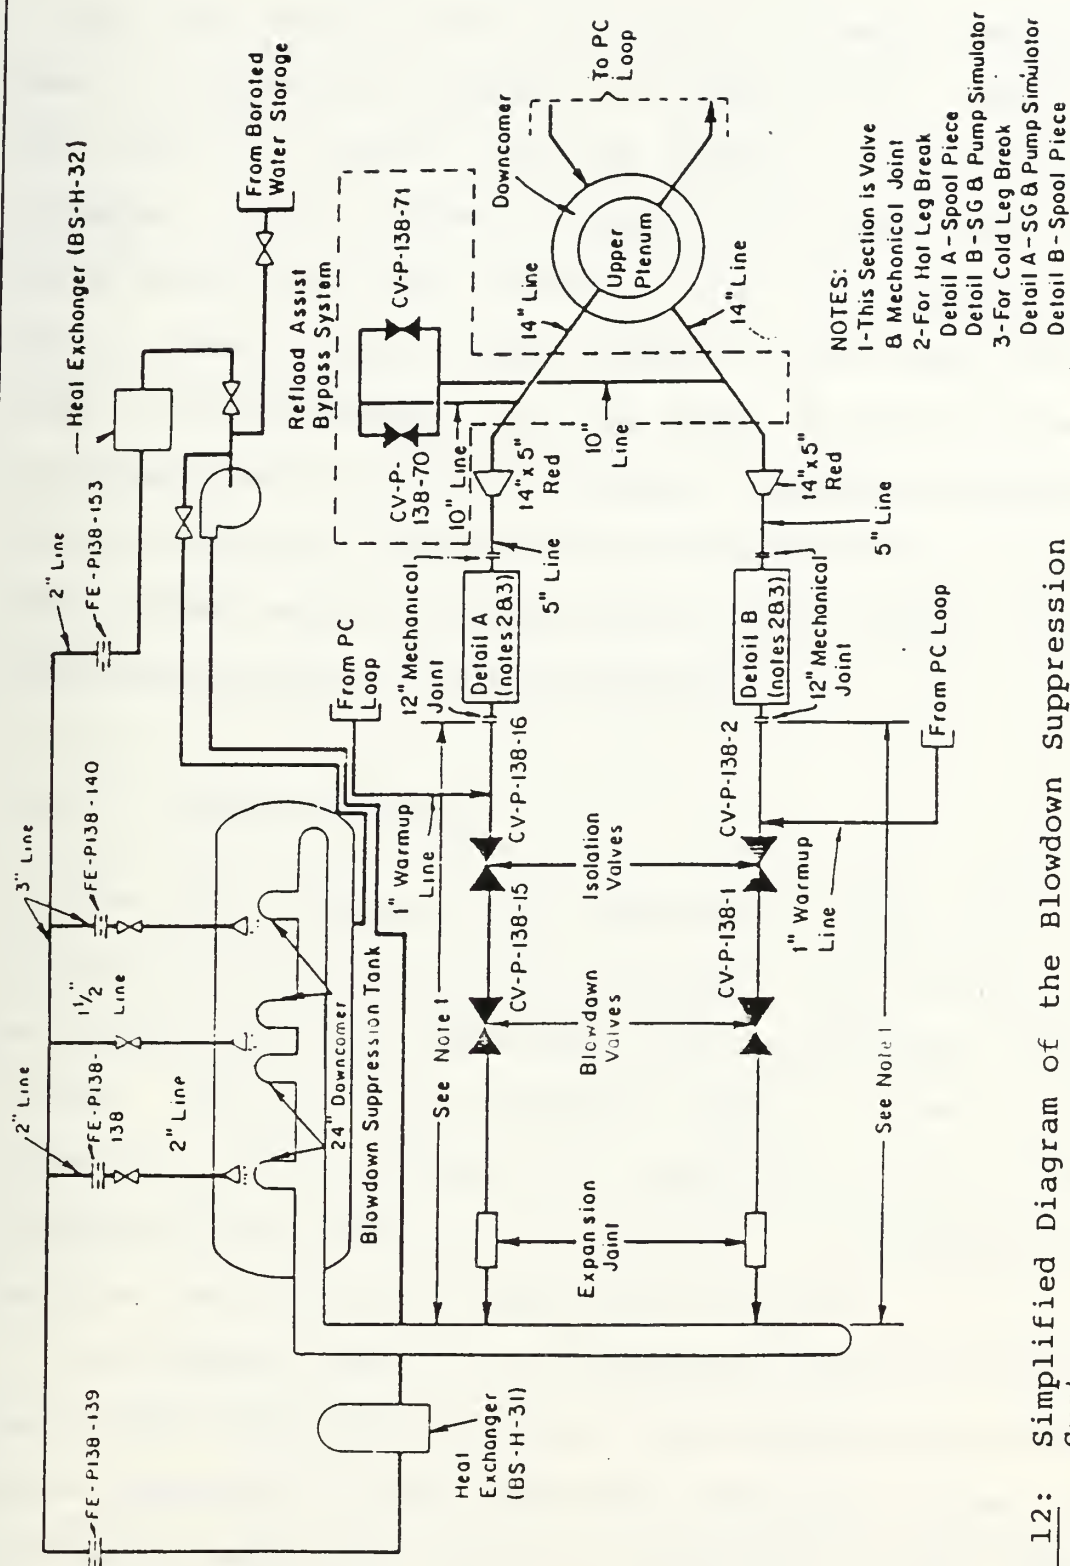 2" Line
FE-P138-153
Heat Exchanger (BS-H-32)
From Borated
Water Storage
3" Line
FE-P138-140
1 1/2"
Line
2" Line
FE-P138-
138
2" Line
FE-P138-139
24" Downcomer
Blowdown Suppression Tank
Heat
Exchanger
(BS-H-31)
Reflood Assist
Bypass System
CV-P-138-71
CV-P-
138-70
10" Line
10"
Line
Downcomer
To PC
Loop
Upper
Plenum
14" Line
14" Line
14"x5"
Red
14"x5"
Red
5" Line
5" Line
From PC
Loop
12" Mechanical
Joint
Detail A
(notes 2&3)
Detail B
(notes 2&3)
12" Mechanical
Joint
From PC Loop
1" Warmup
Line
1" Warmup
Line
CV-P-138-16
CV-P-138-15
CV-P-138-2
CV-P-138-1
Isolation
Valves
Blowdown
Valves
Expansion
Joint
See Note 1
See Note 1
NOTES:
1-This Section is Valve
& Mechanical Joint
2-For Hot Leg Break
Detail A-Spool Piece
Detail B-SG & Pump Simulator
3-For Cold Leg Break
Detail A-SG & Pump Simulator
Detail B-Spool Piece
12: Simplified Diagram of the Blowdown Suppression